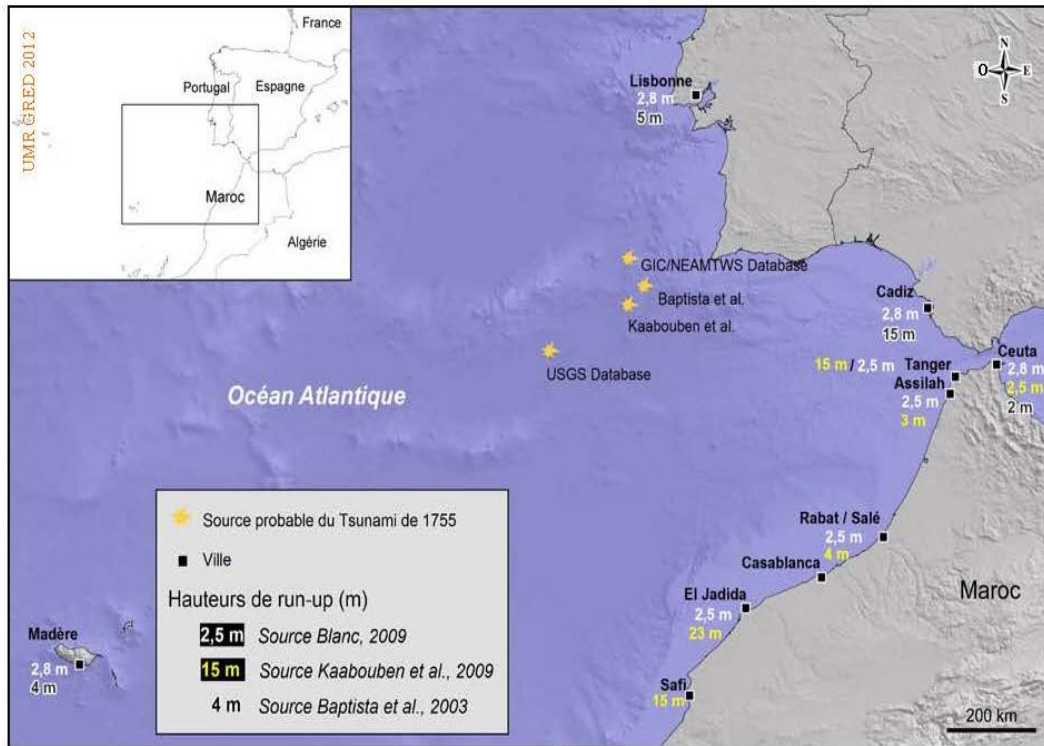 UMR GRED 2012
France
Portugal
Espagne
Maroc
Algérie
N
O E
S
Lisbonne
2,8 m
5 m
GIC/NEAMTWS Database
Baptista et al.
Kaabouben et al.
USGS Database
Cadiz
2,8 m
15 m
Ceuta
2,8 m
2,5 m
2 m
15 m / 2,5 m
Tanger
Assilah
2,5 m
3 m
Océan Atlantique
Rabat / Salé
2,5 m
4 m
Casablanca
El Jadida
2,5 m
23 m
Safi
15 m
Maroc
Madère
2,8 m
4 m
Source probable du Tsunami de 1755
Ville
Hauteurs de run-up (m)
2,5 m Source Blanc, 2009
15 m Source Kaabouben et al., 2009
4 m Source Baptista et al., 2003
200 km